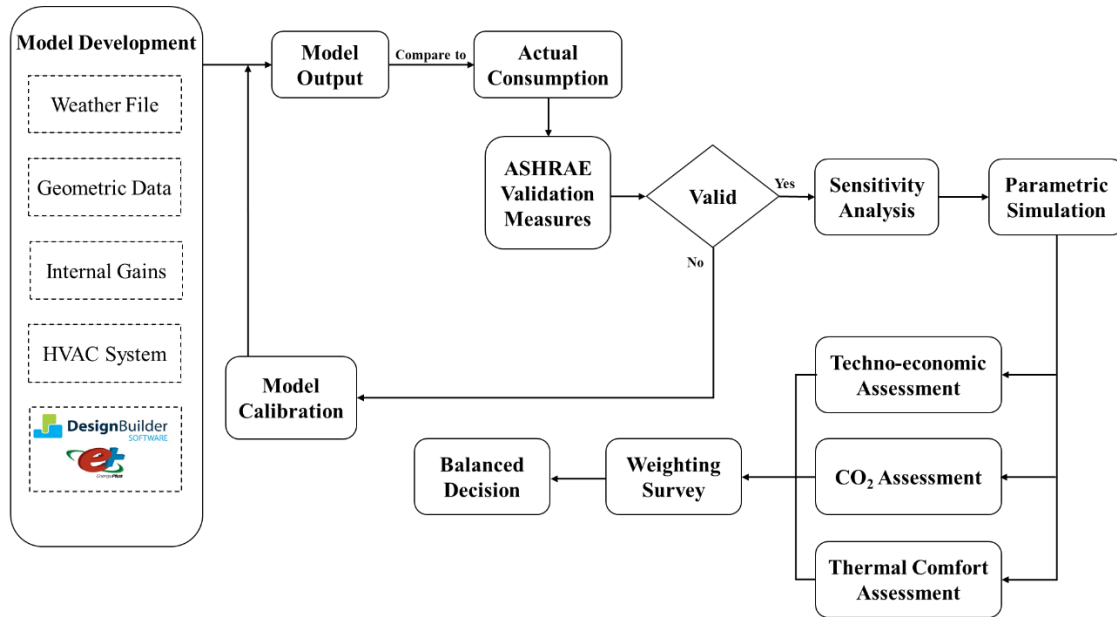 Model Development
Weather File
Geometric Data
Internal Gains
HVAC System
DesignBuilder
SOFTWARE
et
EnergyPlus
Model
Output
Compare to
Actual
Consumption
ASHRAE
Validation
Measures
Valid
Yes
No
Sensitivity
Analysis
Parametric
Simulation
Model
Calibration
Techno-economic
Assessment
CO₂ Assessment
Thermal Comfort
Assessment
Weighting
Survey
Balanced
Decision